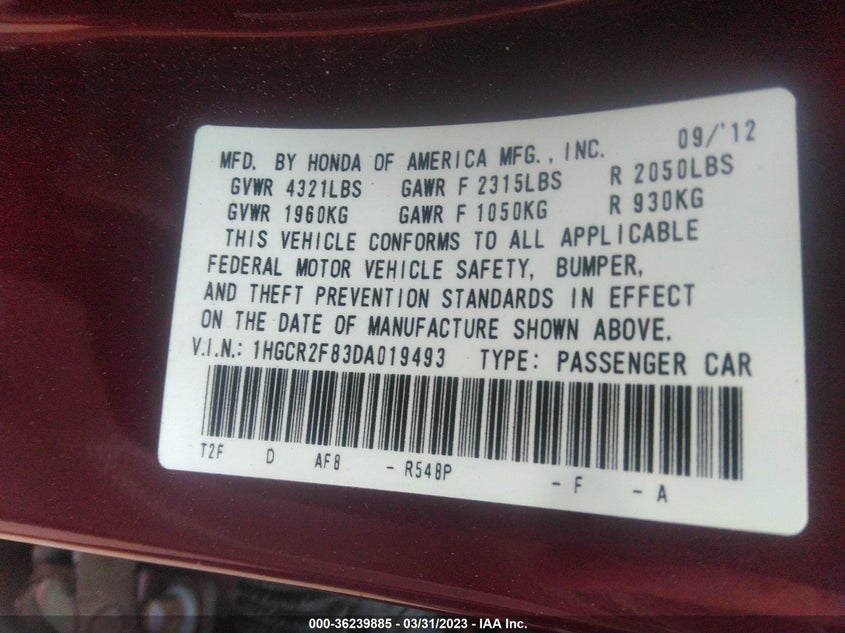 09/'12
MFD. BY HONDA OF AMERICA MFG., INC.
GVWR 4321LBS GAWR F 2315LBS R 2050LBS
GVWR 1960KG GAWR F 1050KG R 930KG
THIS VEHICLE CONFORMS TO ALL APPLICABLE
FEDERAL MOTOR VEHICLE SAFETY, BUMPER,
AND THEFT PREVENTION STANDARDS IN EFFECT
ON THE DATE OF MANUFACTURE SHOWN ABOVE.
V.I.N.: 1HGCR2F83DA019493 TYPE: PASSENGER CAR
T2F D AF8 - R548P - F - A
000-36239885 - 03/31/2023 - IAA Inc.